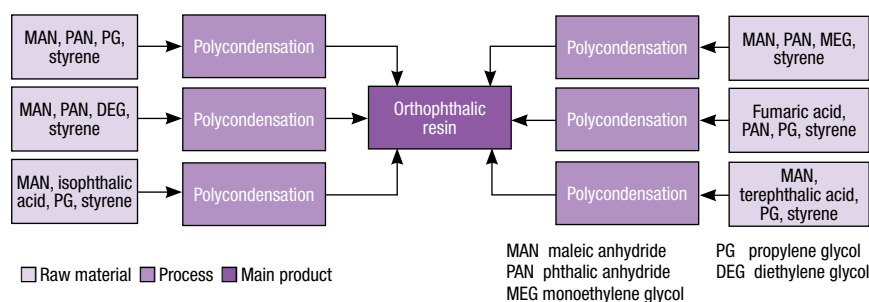 MAN, PAN, PG,
styrene
Polycondensation
Polycondensation
MAN, PAN, MEG,
styrene
MAN, PAN, DEG,
styrene
Polycondensation
Orthophthalic
resin
Polycondensation
Fumaric acid,
PAN, PG, styrene
MAN, isophthalic
acid, PG, styrene
Polycondensation
Polycondensation
MAN,
terephthalic acid,
PG, styrene
Raw material Process Main product
MAN maleic anhydride
PAN phthalic anhydride
MEG monoethylene glycol
PG propylene glycol
DEG diethylene glycol